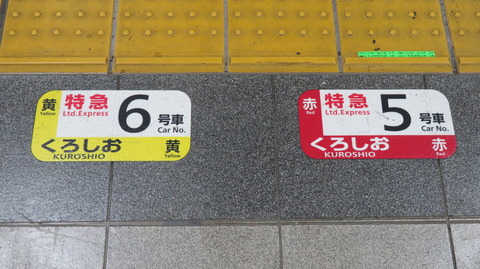 黄
Yellow
特急
Ltd.Express
6
号車
Car No.
くろしお
KUROSHIO
黄
Yellow
赤
Red
特急
Ltd.Express
5
号車
Car No.
くろしお
KUROSHIO
赤
Red